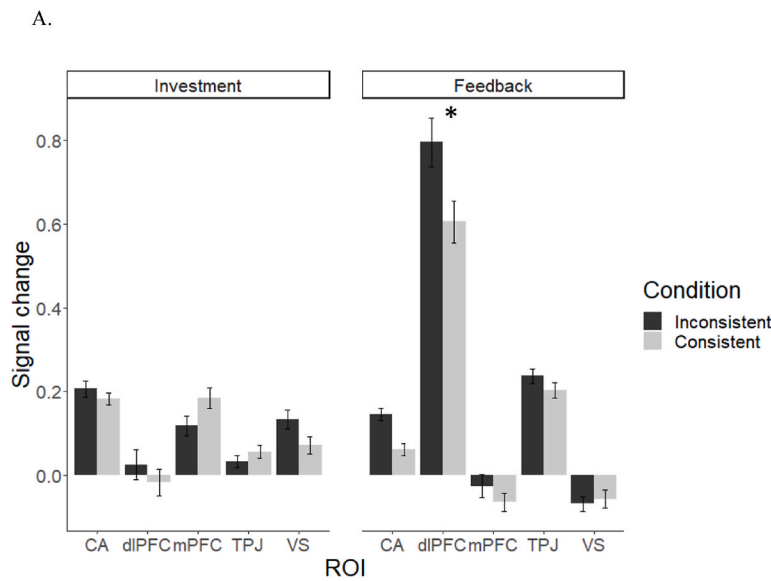 A.
Investment
Feedback
*
0.8
0.6
0.4
0.2
0.0
Signal change
CA dlPFC mPFC TPJ VS
CA dlPFC mPFC TPJ VS
ROI
Condition
Inconsistent
Consistent